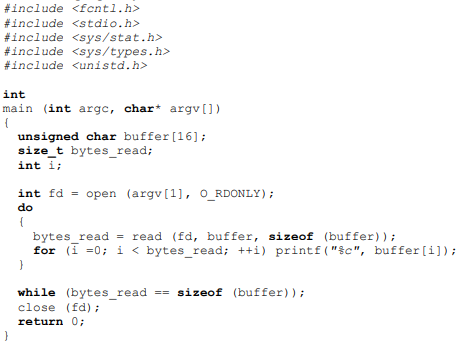 #include <fcntl.h>
#include <stdio.h>
#include <sys/stat.h>
#include <sys/types.h>
#include <unistd.h>

int
main (int argc, char* argv[])
{
  unsigned char buffer[16];
  size_t bytes_read;
  int i;

  int fd = open (argv[1], O_RDONLY);
  do
  {
    bytes_read = read (fd, buffer, sizeof (buffer));
    for (i =0; i < bytes_read; ++i) printf("%c", buffer[i]);
  }

  while (bytes_read == sizeof (buffer));
  close (fd);
  return 0;
}